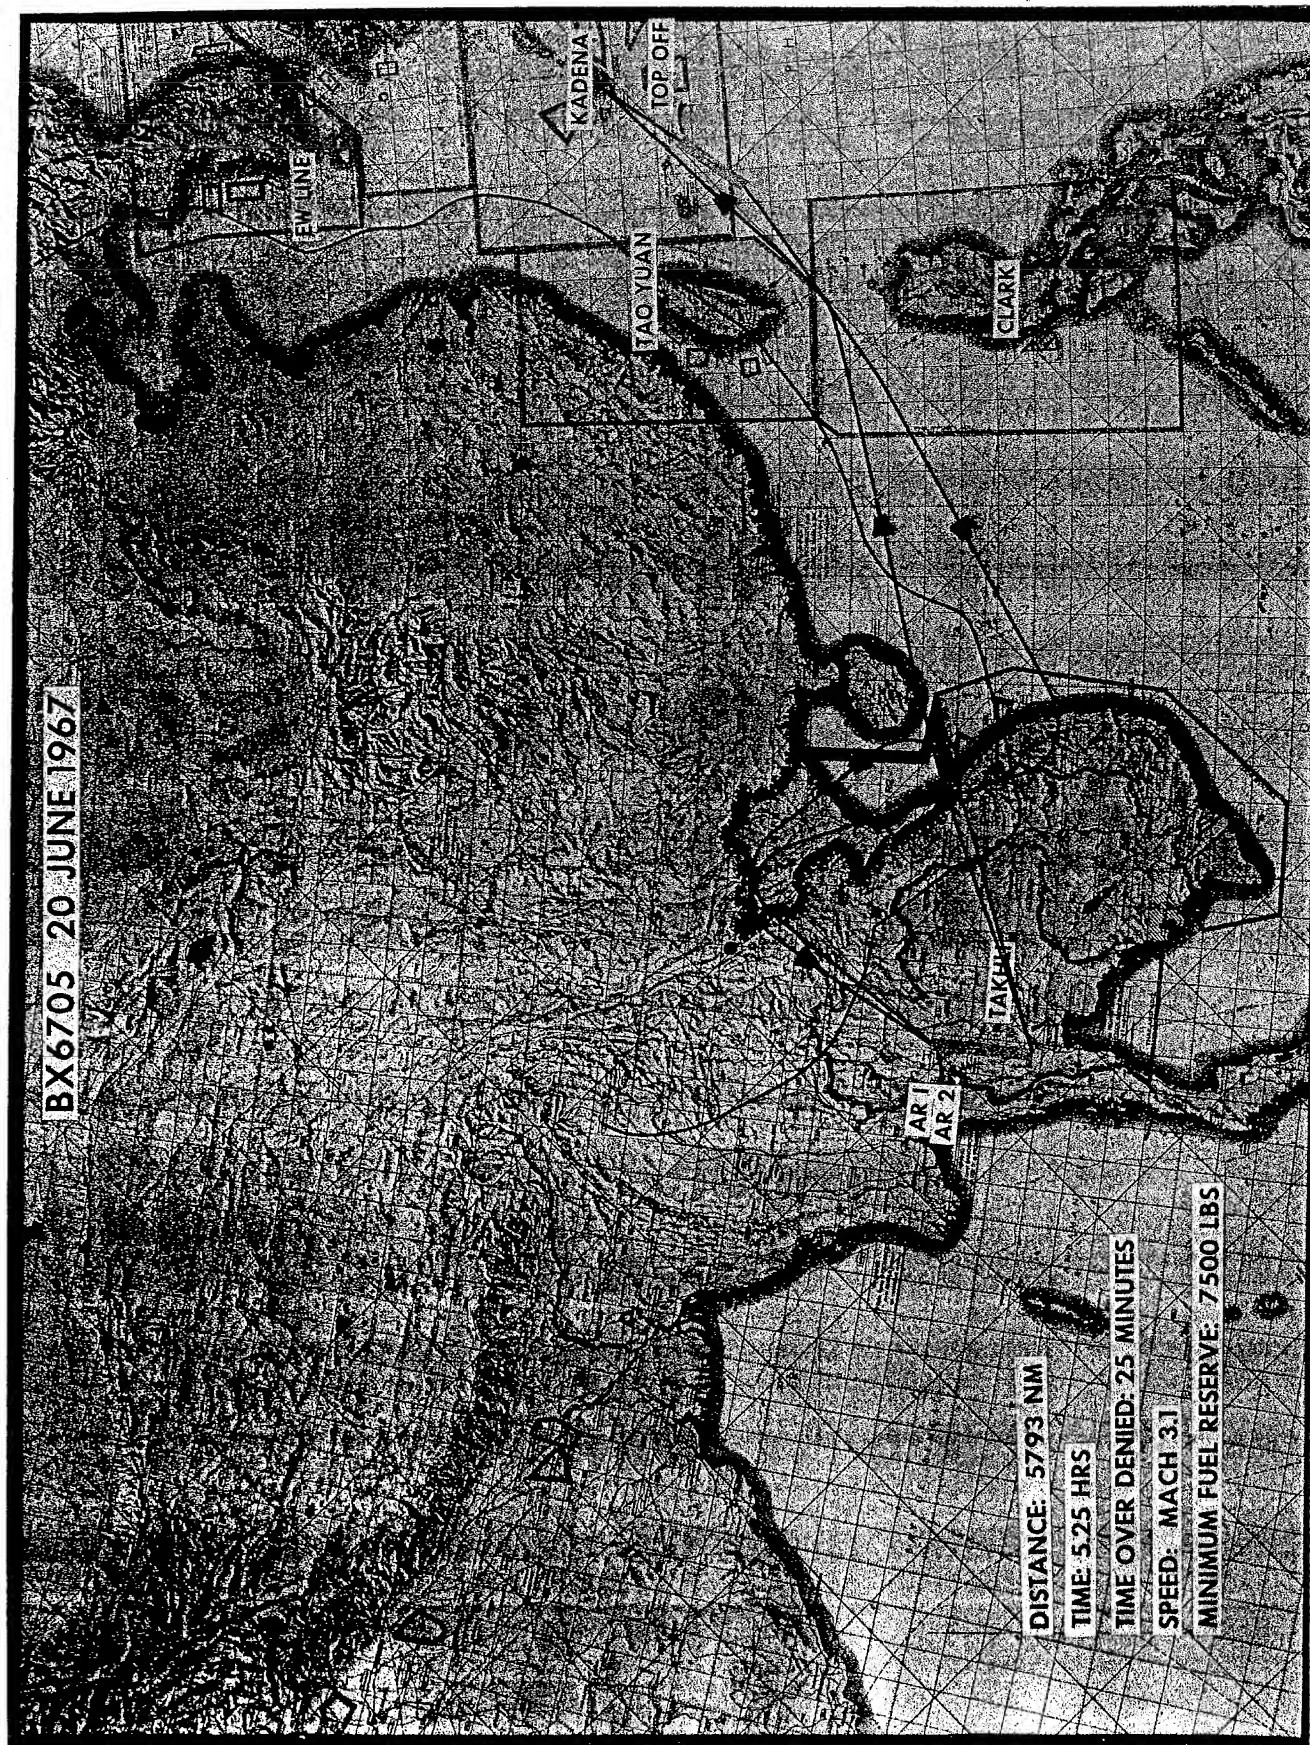 BX6705 20 JUNE 1967
EW LINE
KADENA
TOP OFF
TAO YUAN
CLARK
TAKHLI
AR 1
AR 2
DISTANCE: 5793 NM
TIME: 5.25 HRS
TIME OVER DENIED: 25 MINUTES
SPEED: MACH 3.1
MINIMUM FUEL RESERVE: 7500 LBS